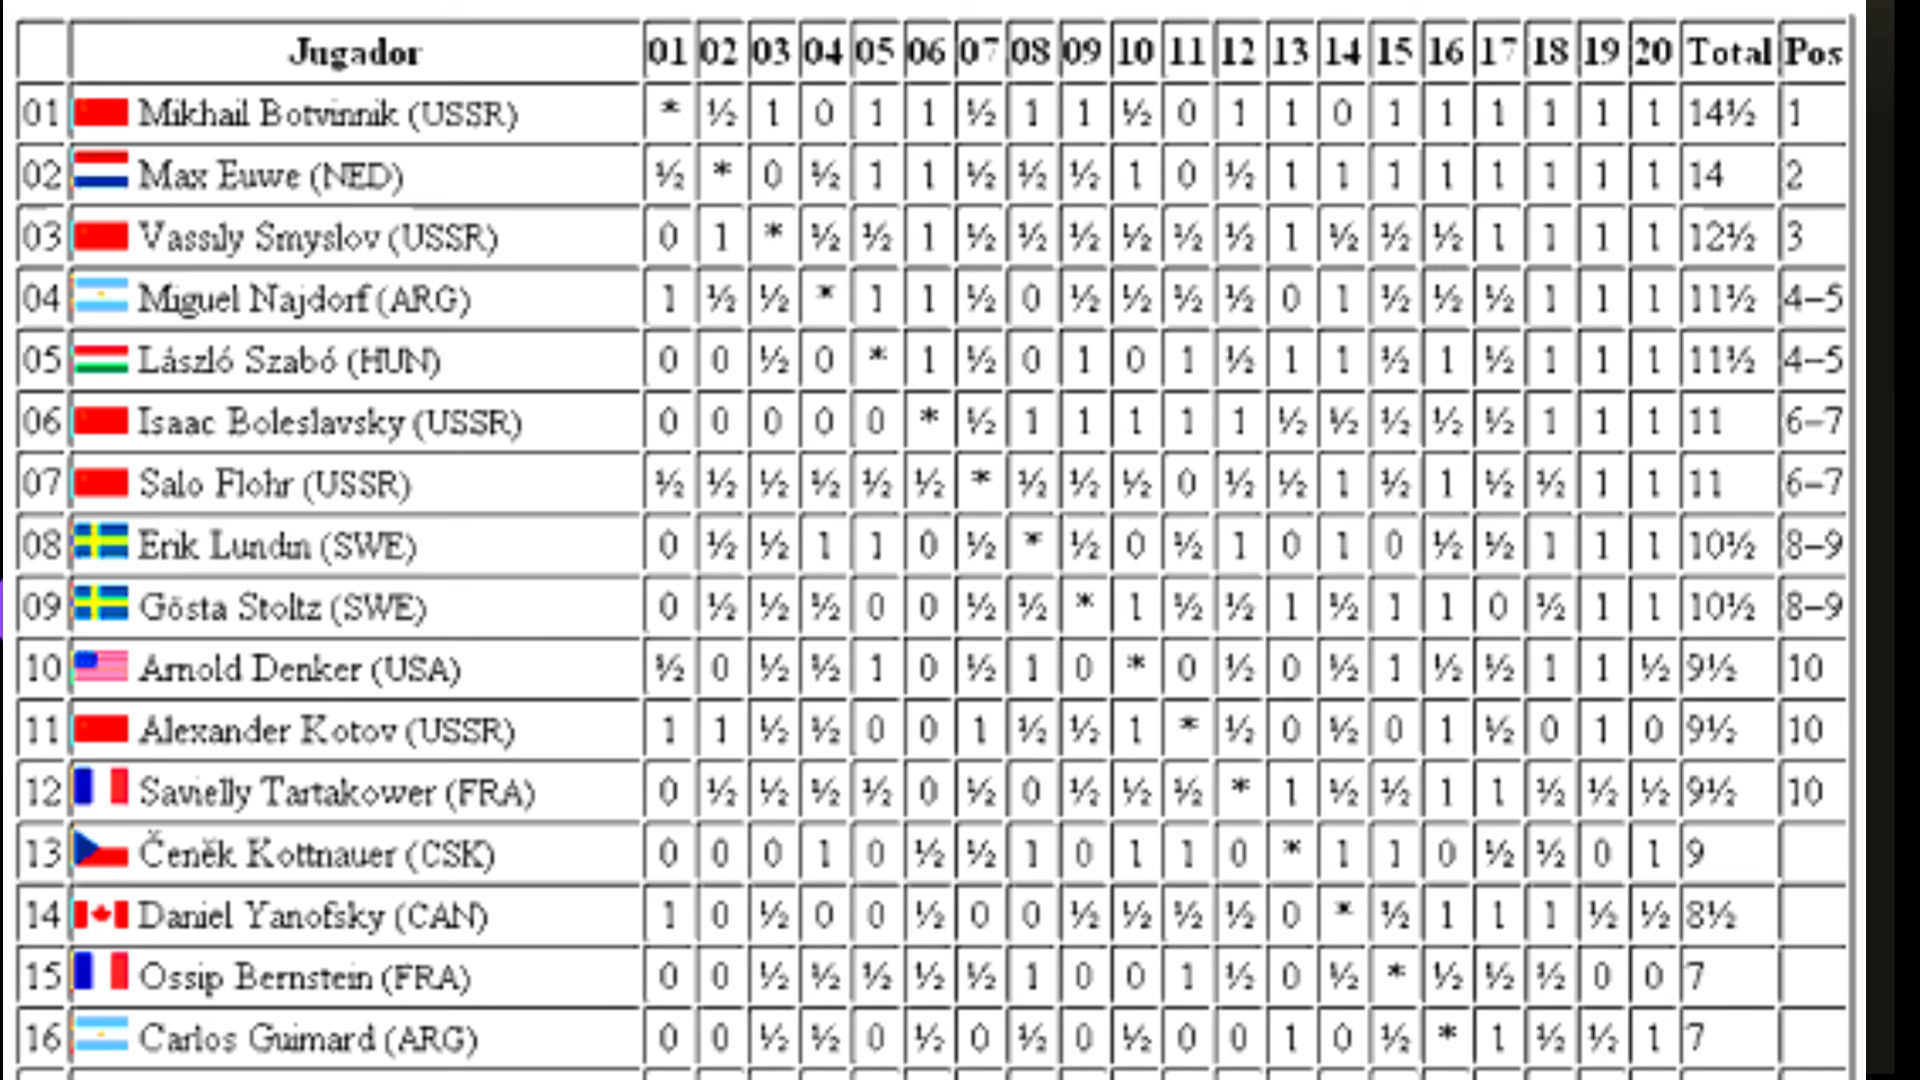 Jugador 01 02 03 04 05 06 07 08 09 10 11 12 13 14 15 16 17 18 19 20 Total Pos
01 Mikhail Botvinnik (USSR) * ½ 1 0 1 1 ½ 1 1 ½ 0 1 1 0 1 1 1 1 1 1 14½ 1
02 Max Euwe (NED) ½ * 0 ½ 1 1 ½ ½ ½ 1 0 ½ 1 1 1 1 1 1 1 1 14 2
03 Vassily Smyslov (USSR) 0 1 * ½ ½ 1 ½ ½ ½ ½ ½ ½ 1 ½ ½ ½ 1 1 1 1 12½ 3
04 Miguel Najdorf (ARG) 1 ½ ½ * 1 1 ½ 0 ½ ½ ½ ½ 0 1 ½ ½ ½ 1 1 1 11½ 4–5
05 László Szabó (HUN) 0 0 ½ 0 * 1 ½ 0 1 0 1 ½ 1 1 ½ 1 ½ 1 1 1 11½ 4–5
06 Isaac Boleslavsky (USSR) 0 0 0 0 0 * ½ 1 1 1 1 1 ½ ½ ½ ½ ½ 1 1 1 11 6–7
07 Salo Flohr (USSR) ½ ½ ½ ½ ½ ½ * ½ ½ ½ 0 ½ ½ 1 ½ 1 ½ ½ 1 1 11 6–7
08 Erik Lundin (SWE) 0 ½ ½ 1 1 0 ½ * ½ 0 ½ 1 0 1 0 ½ ½ 1 1 1 10½ 8–9
09 Gösta Stoltz (SWE) 0 ½ ½ ½ 0 0 ½ ½ * 1 ½ ½ 1 ½ 1 1 0 ½ 1 1 10½ 8–9
10 Arnold Denker (USA) ½ 0 ½ ½ 1 0 ½ 1 0 * 0 ½ 0 ½ 1 ½ ½ 1 1 ½ 9½ 10
11 Alexander Kotov (USSR) 1 1 ½ ½ 0 0 1 ½ ½ 1 * ½ 0 ½ 0 1 ½ 0 1 0 9½ 10
12 Savielly Tartakower (FRA) 0 ½ ½ ½ ½ 0 ½ 0 ½ ½ ½ * 1 ½ ½ 1 1 ½ ½ ½ 9½ 10
13 Čeněk Kottnauer (CSK) 0 0 0 1 0 ½ ½ 1 0 1 1 0 * 1 1 0 ½ ½ 0 1 9
14 Daniel Yanofsky (CAN) 1 0 ½ 0 0 ½ 0 0 ½ ½ ½ ½ 0 * ½ 1 1 1 ½ ½ 8½
15 Ossip Bernstein (FRA) 0 0 ½ ½ ½ ½ ½ 1 0 0 1 ½ 0 ½ * ½ ½ ½ 0 0 7
16 Carlos Guimard (ARG) 0 0 ½ ½ 0 ½ 0 ½ 0 ½ 0 0 1 0 ½ * 1 ½ ½ 1 7